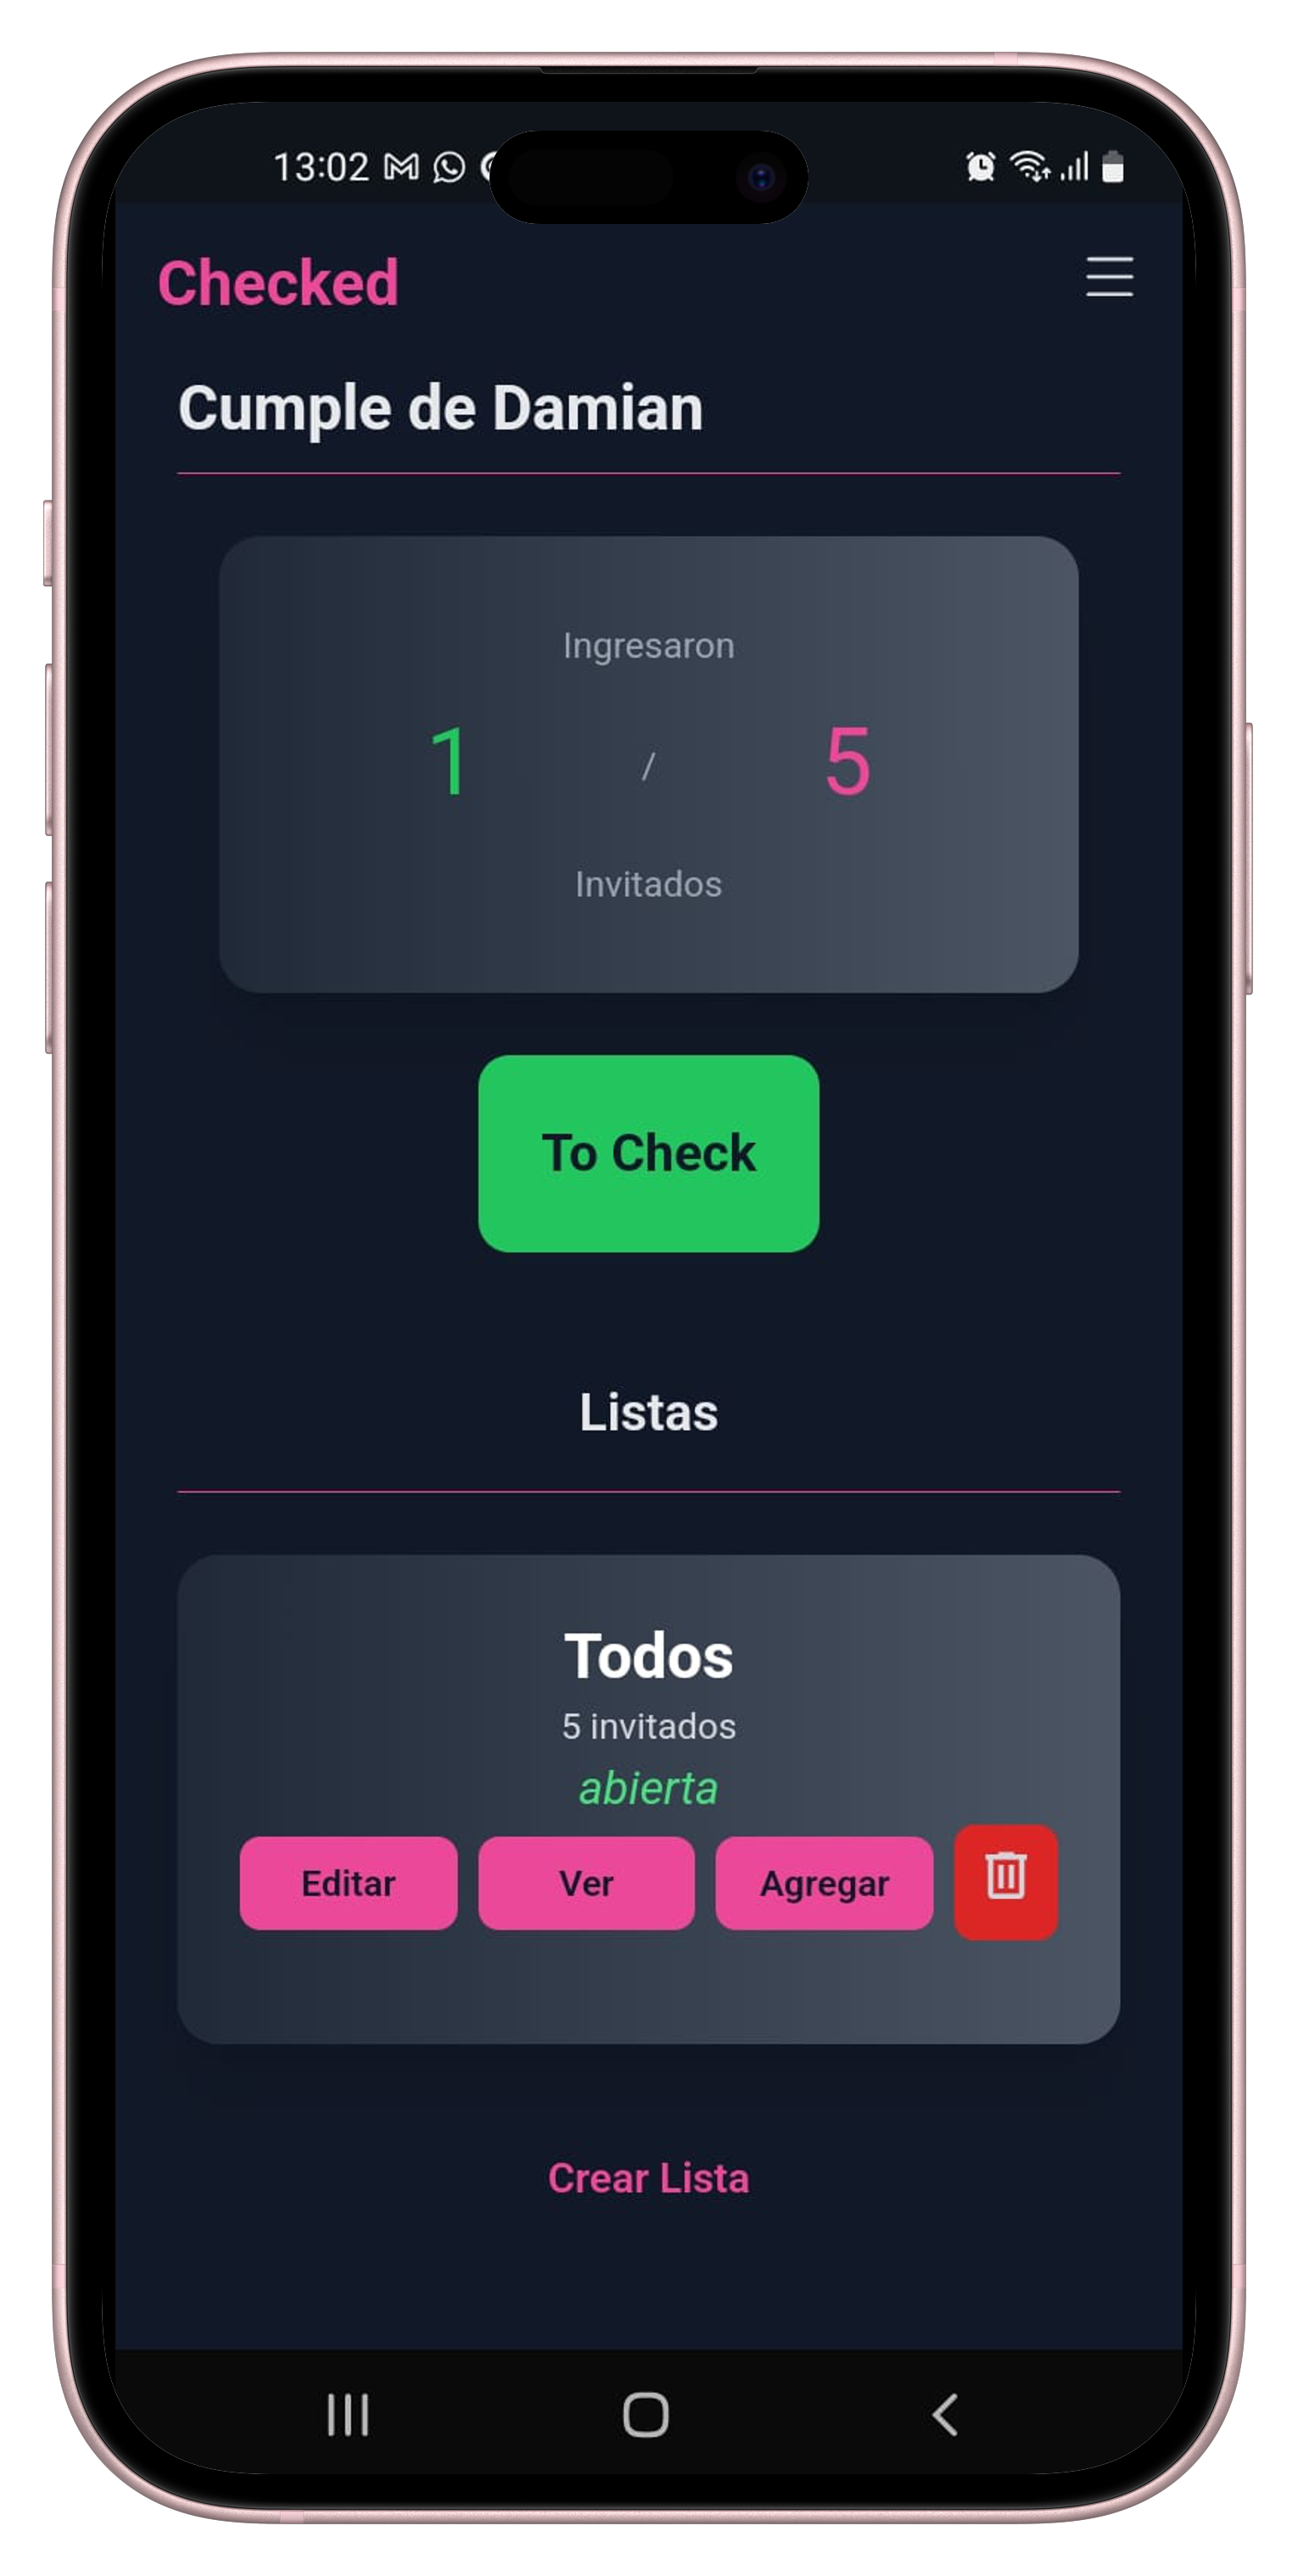 13:02
Checked
Cumple de Damian
Ingresaron
1 / 5
Invitados
To Check
Listas
Todos
5 invitados
abierta
Editar Ver Agregar
Crear Lista